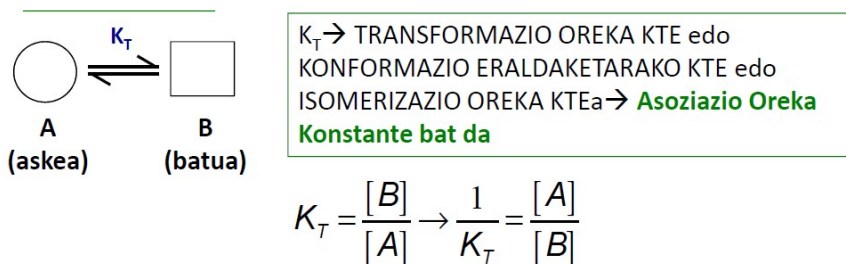 K_T
A
(askea)
B
(batua)
K_T→ TRANSFORMAZIO OREKA KTE edo
KONFORMAZIO ERALDAKETARAKO KTE edo
ISOMERIZAZIO OREKA KTEa→ Asoziazio Oreka
Konstante bat da
K_T = [B]/[A] → 1/K_T = [A]/[B]